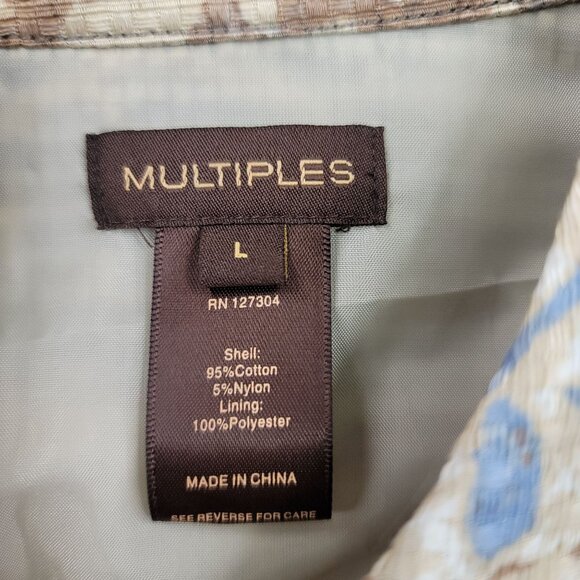 MULTIPLES
L
RN 127304
Shell:
95%Cotton
5%Nylon
Lining:
100%Polyester
MADE IN CHINA
SEE REVERSE FOR CARE